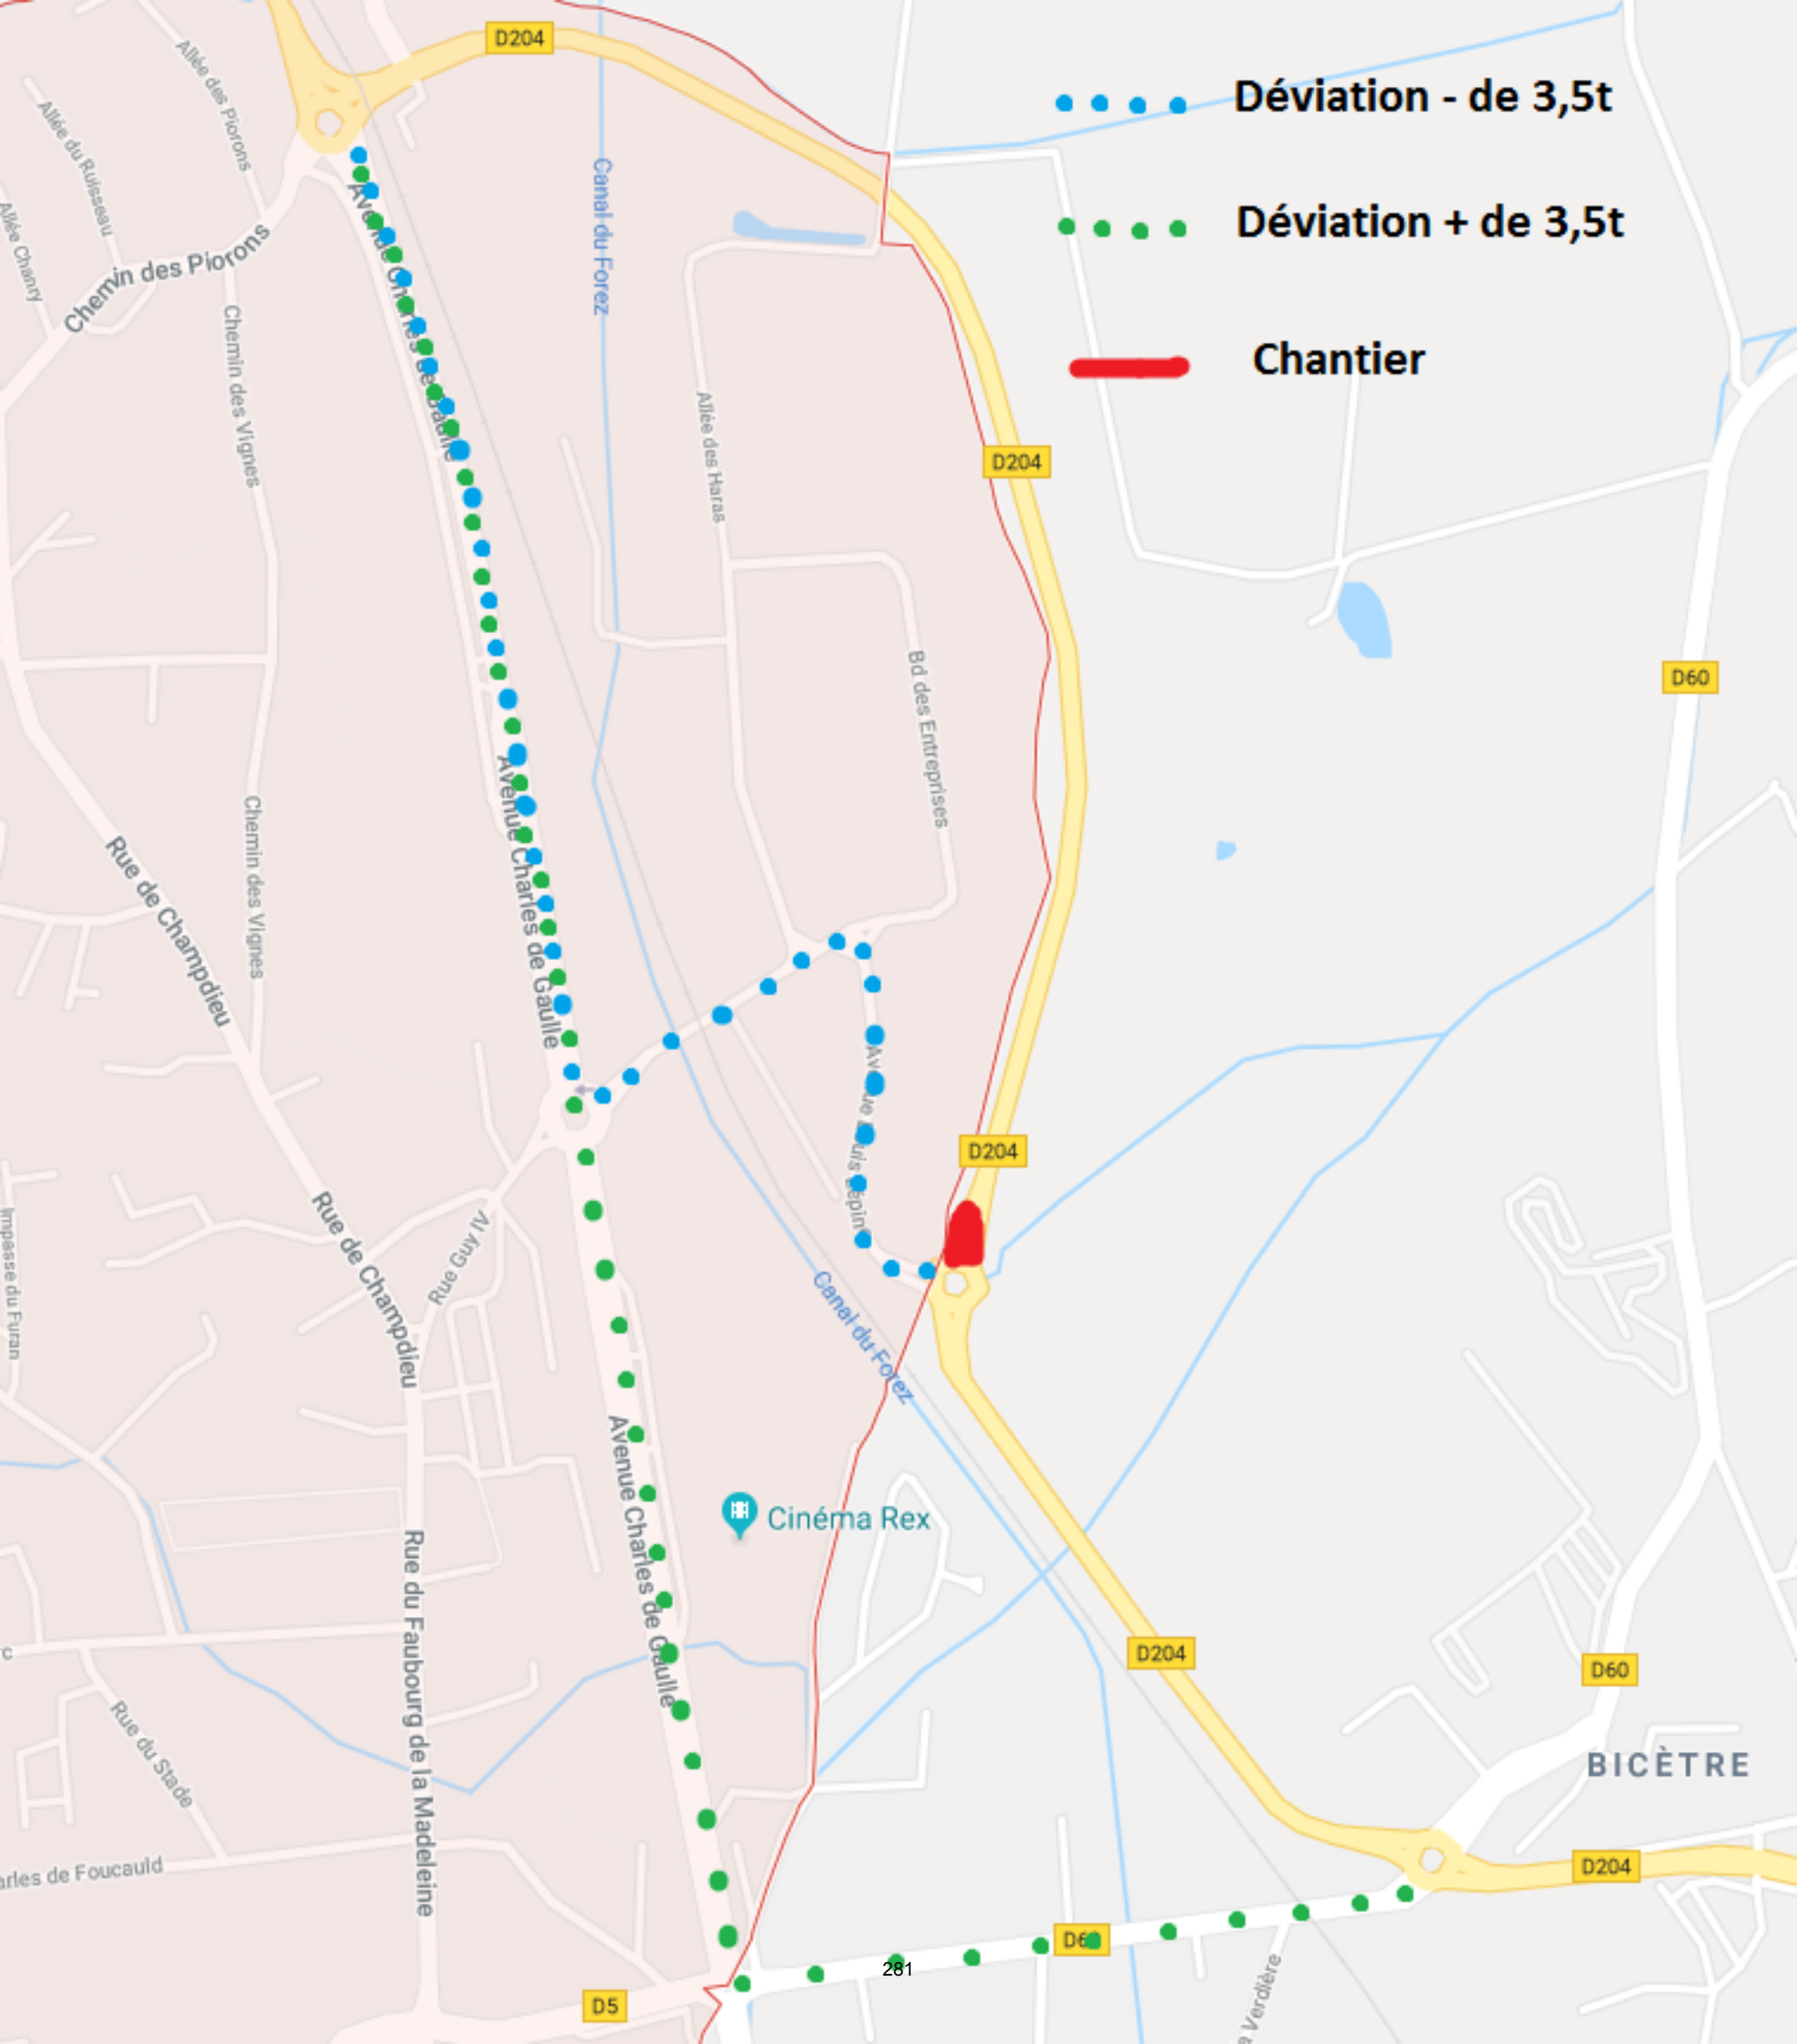 D204
Déviation - de 3,5t
Déviation + de 3,5t
Chantier
Allée des Piorons
Allée du Ruisseau
Allée Chanry
Chemin des Piorons
Chemin des Vignes
Avenue Charles de Gaulle
Canal du Forez
Allée des Haras
D204
D60
Bd des Entreprises
Avenue Charles de Gaulle
Chemin des Vignes
Rue de Champdieu
D204
Impasse du Furan
Rue de Champdieu
Rue Guy IV
Canal du Forez
Avenue Charles de Gaulle
Cinéma Rex
Rue du Faubourg de la Madeleine
Rue du Stade
c
D204
D60
BICÈTRE
arles de Foucauld
D204
281
D5
a Verdière